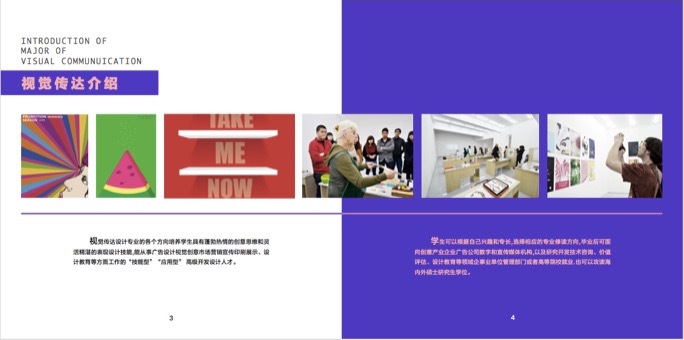 INTRODUCTION OF
MAJOR OF
VISUAL COMMUNUICATION
视觉传达介绍
TAKE
ME
NOW
视觉传达设计专业的各个方向培养学生具有蓬勃热情的创意思维和灵
活精湛的表现设计技能,能从事广告设计视觉创意市场营销宣传印刷展示、设
计教育等方面工作的“技能型” “应用型” 高级开发设计人才。
学生可以根据自己兴趣和专长,选择相应的专业修读方向,毕业后可面
向创意产业企业广告公司数字和宣传媒体机构,以及研究开发技术咨询、价值
评估、设计教育等领域企事业单位管理部门或者高等院校就业,也可以攻读海
内外硕士研究生学位。
3
4